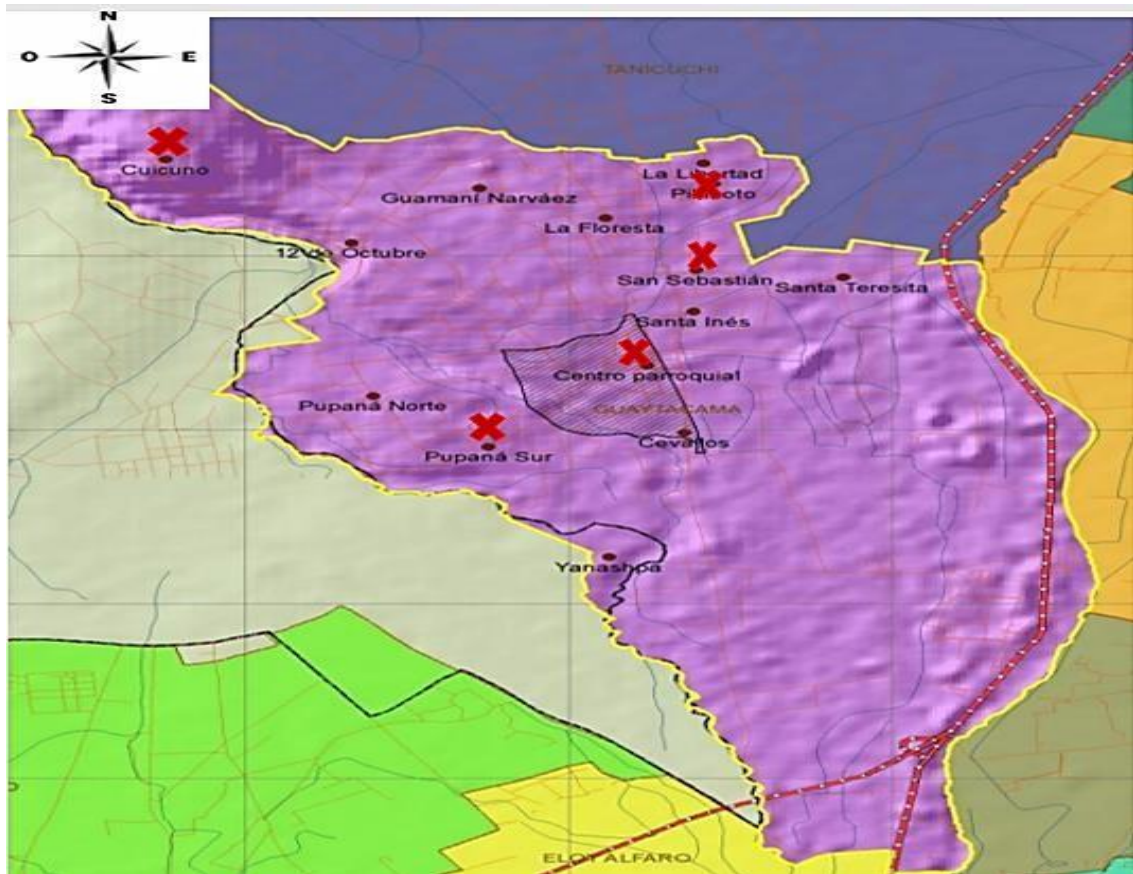 N
O E
S
TANICUCHI
Cuicuno
La Libertad
Guamaní Narváez
La Floresta
12 de Octubre
San Sebastián
Santa Teresita
Santa Inés
Centro parroquial
Pupaná Norte
GUAYTACAMA
Cevallos
Pupaná Sur
Yanashpa
ELOY ALFARO